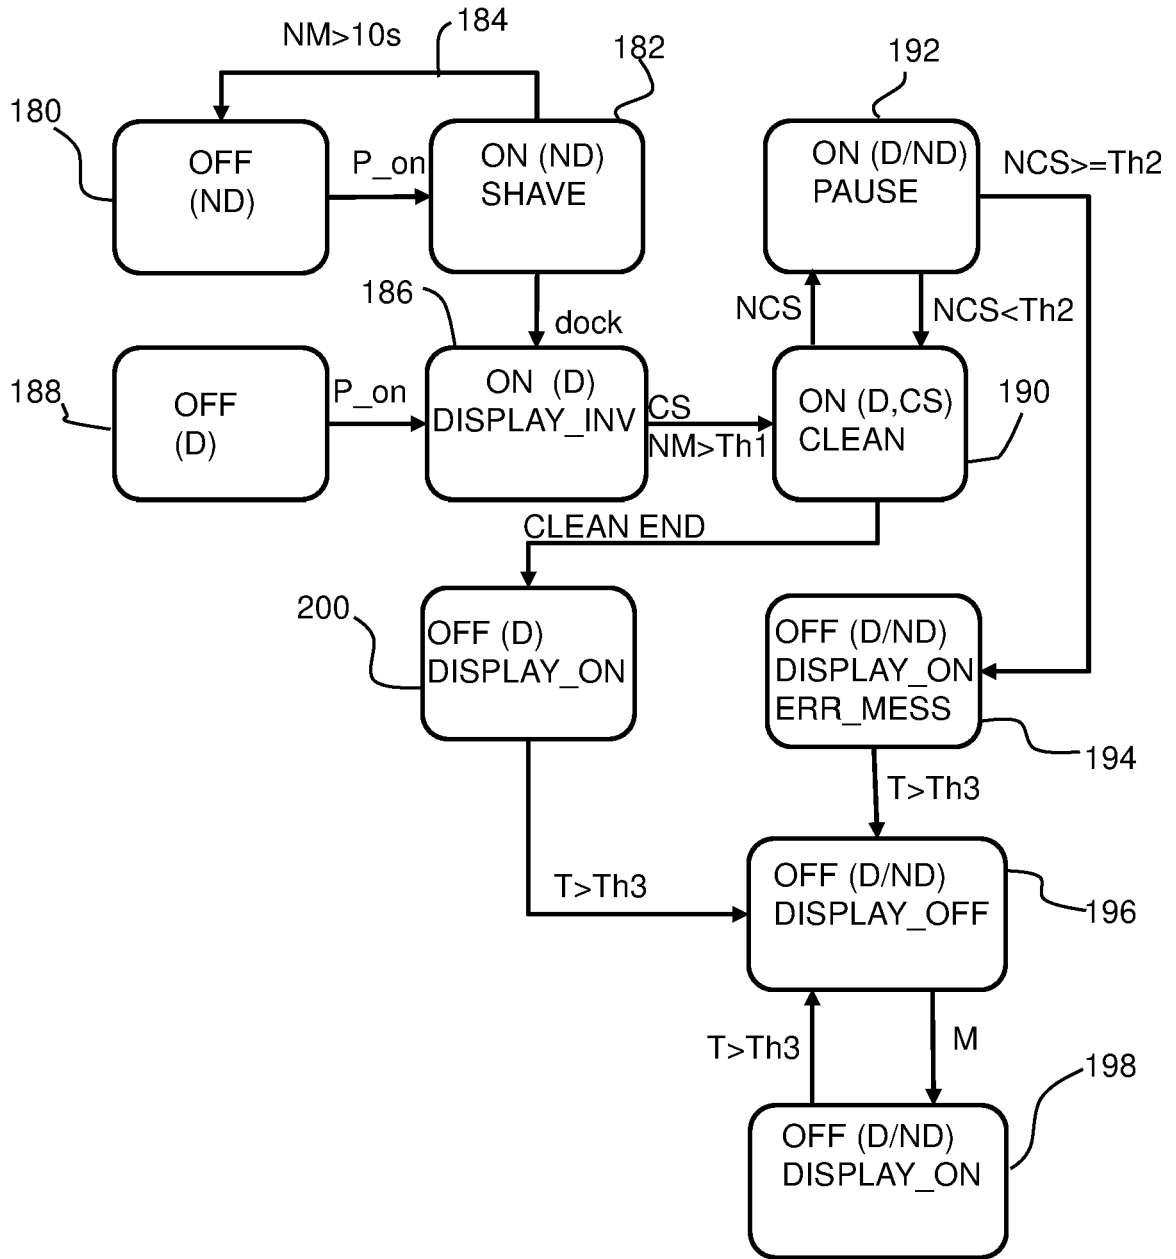 NM>10s
184
182
192
180
OFF
(ND)
P_on
ON (ND)
SHAVE
ON (D/ND)
PAUSE
NCS>=Th2
186
dock
NCS
NCS<Th2
188
OFF
(D)
P_on
ON (D)
DISPLAY_INV
CS
NM>Th1
ON (D,CS)
CLEAN
190
CLEAN END
200
OFF (D)
DISPLAY_ON
OFF (D/ND)
DISPLAY_ON
ERR_MESS
194
T>Th3
T>Th3
OFF (D/ND)
DISPLAY_OFF
196
T>Th3
M
198
OFF (D/ND)
DISPLAY_ON